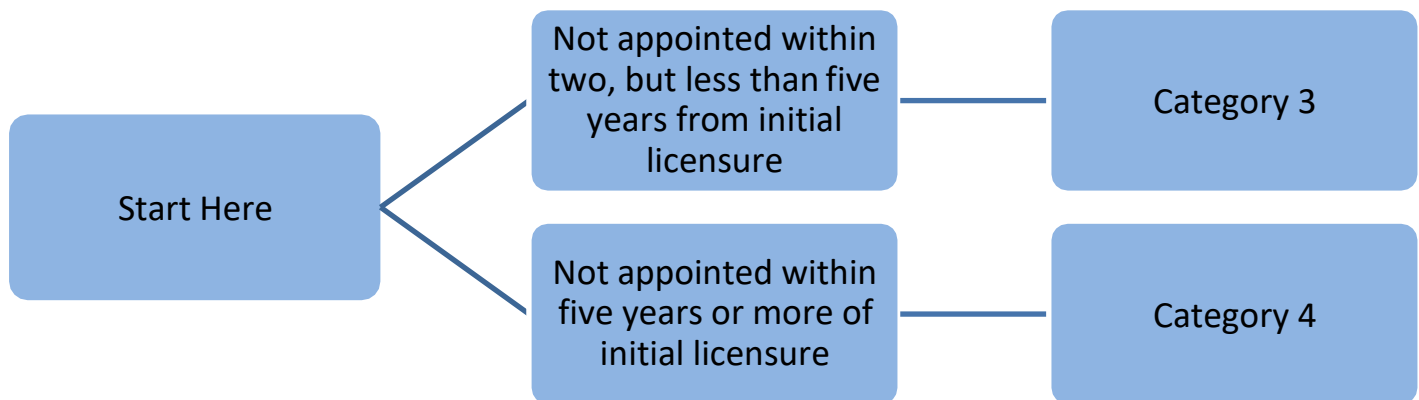 Start Here
Not appointed within
two, but less than five
years from initial
licensure
Category 3
Not appointed within
five years or more of
initial licensure
Category 4